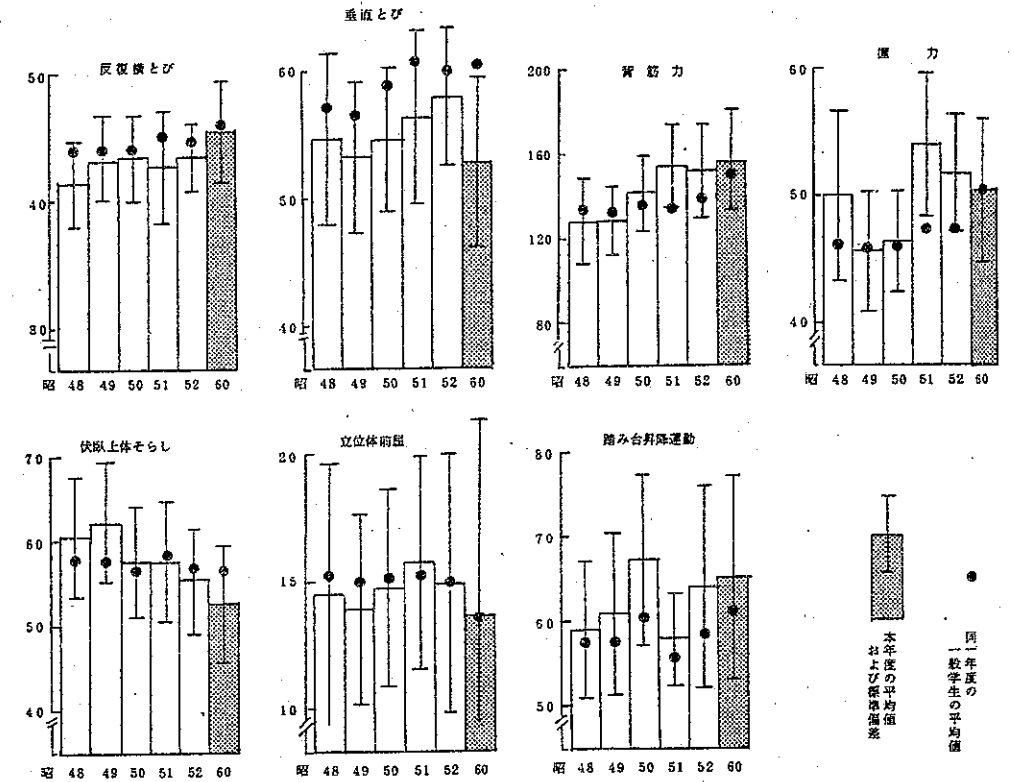 垂直とび
反復横とび
背筋力
握力
50
40
30
昭 48 49 50 51 52 60
60
50
40
昭 48 49 50 51 52 60
200
160
120
80
昭 48 49 50 51 52 60
60
50
40
昭 48 49 50 51 52 60
伏臥上体そらし
立位体前屈
踏み台昇降運動
70
60
50
40
昭 48 49 50 51 52 60
20
15
10
昭 48 49 50 51 52 60
80
70
60
50
昭 48 49 50 51 52 60
同一年度の
一般学生の平均値
本年度の平均値
および標準偏差